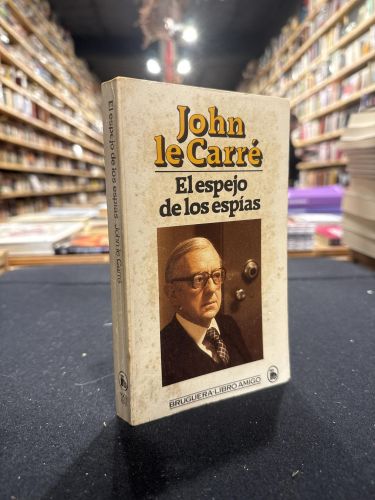 John
le Carré
El espejo
de los espías
BRUGUERA-LIBRO AMIGO
El espejo de los espías John le Carré